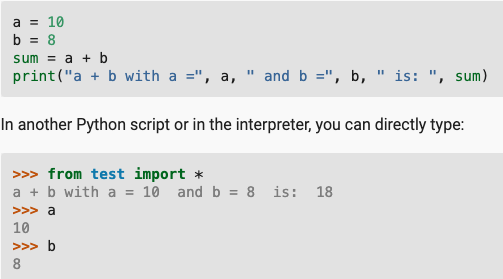 a = 10
b = 8
sum = a + b
print("a + b with a =", a, " and b =", b, " is: ", sum)
In another Python script or in the interpreter, you can directly type:
>>> from test import *
a + b with a = 10  and b = 8  is:  18
>>> a
10
>>> b
8